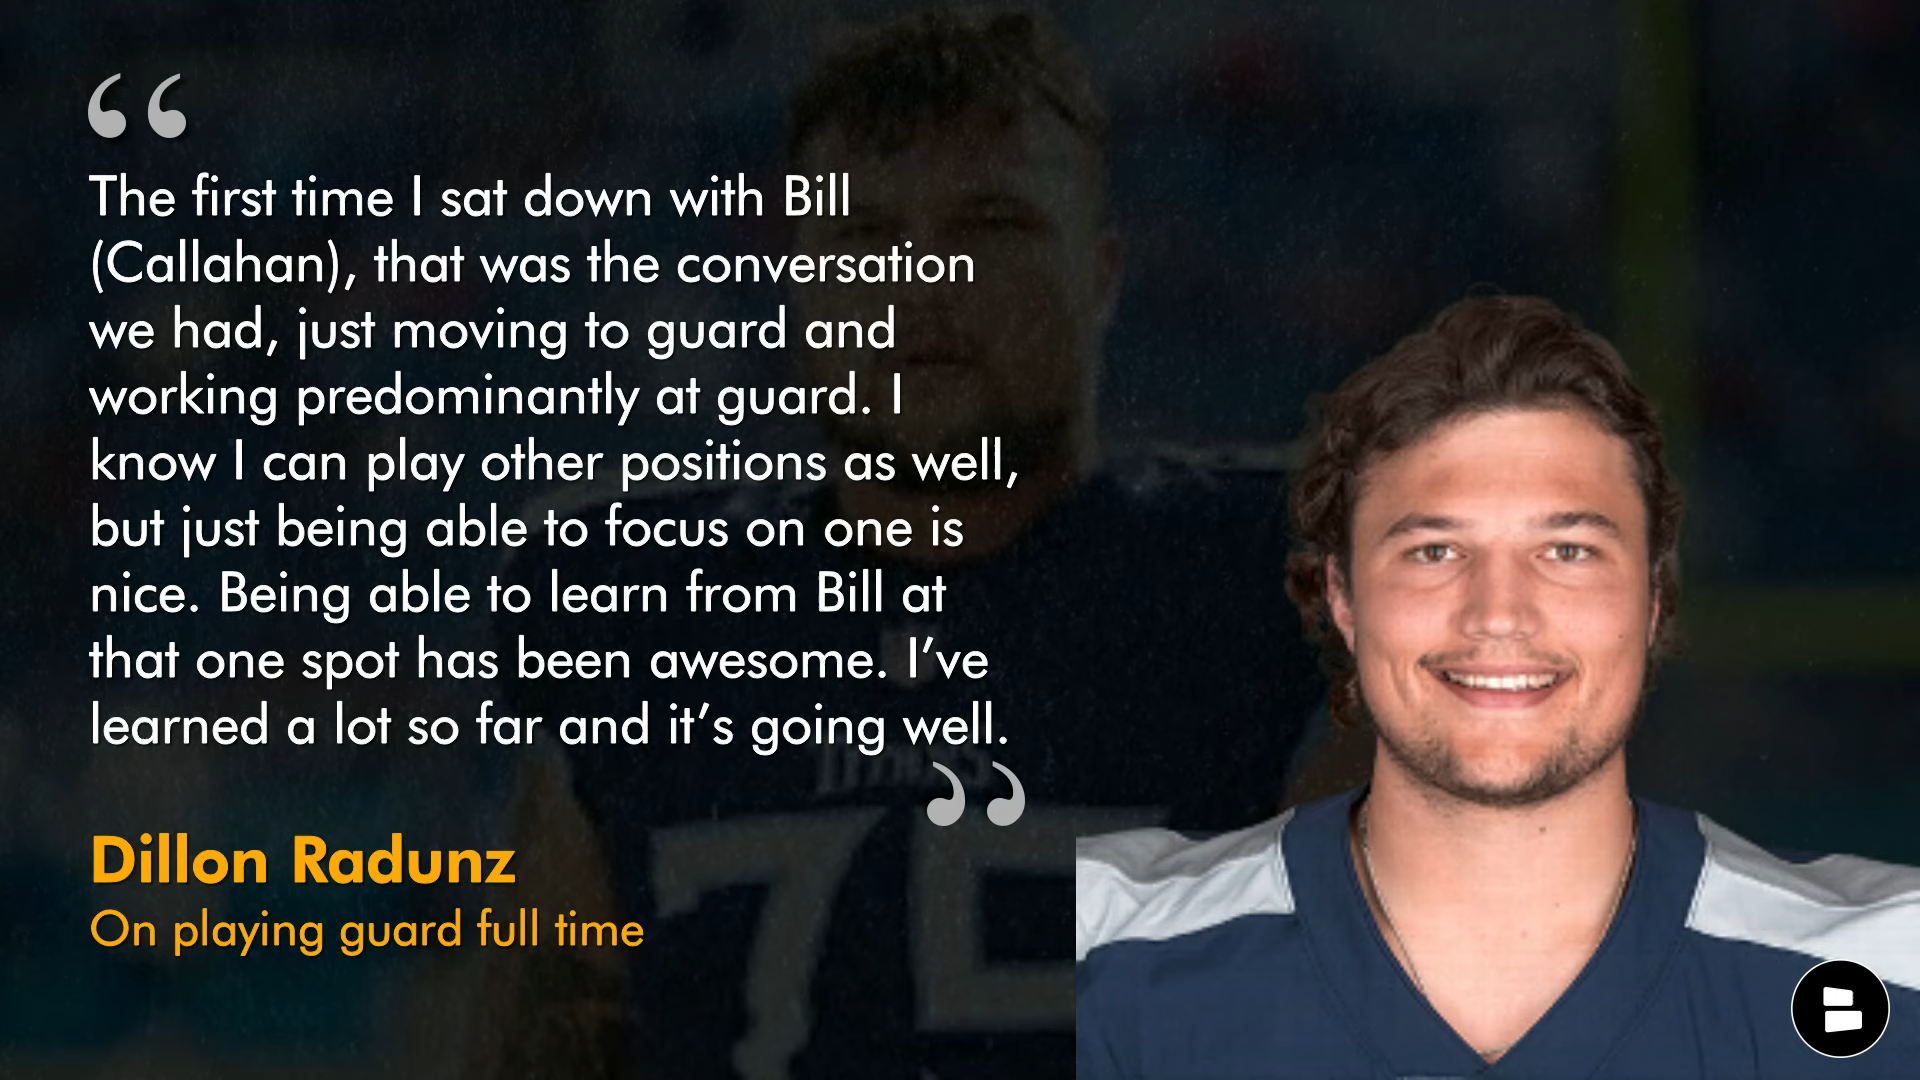 “
The first time I sat down with Bill
(Callahan), that was the conversation
we had, just moving to guard and
working predominantly at guard. I
know I can play other positions as well,
but just being able to focus on one is
nice. Being able to learn from Bill at
that one spot has been awesome. I’ve
learned a lot so far and it’s going well.
”
TITANS
75
Dillon Radunz
On playing guard full time